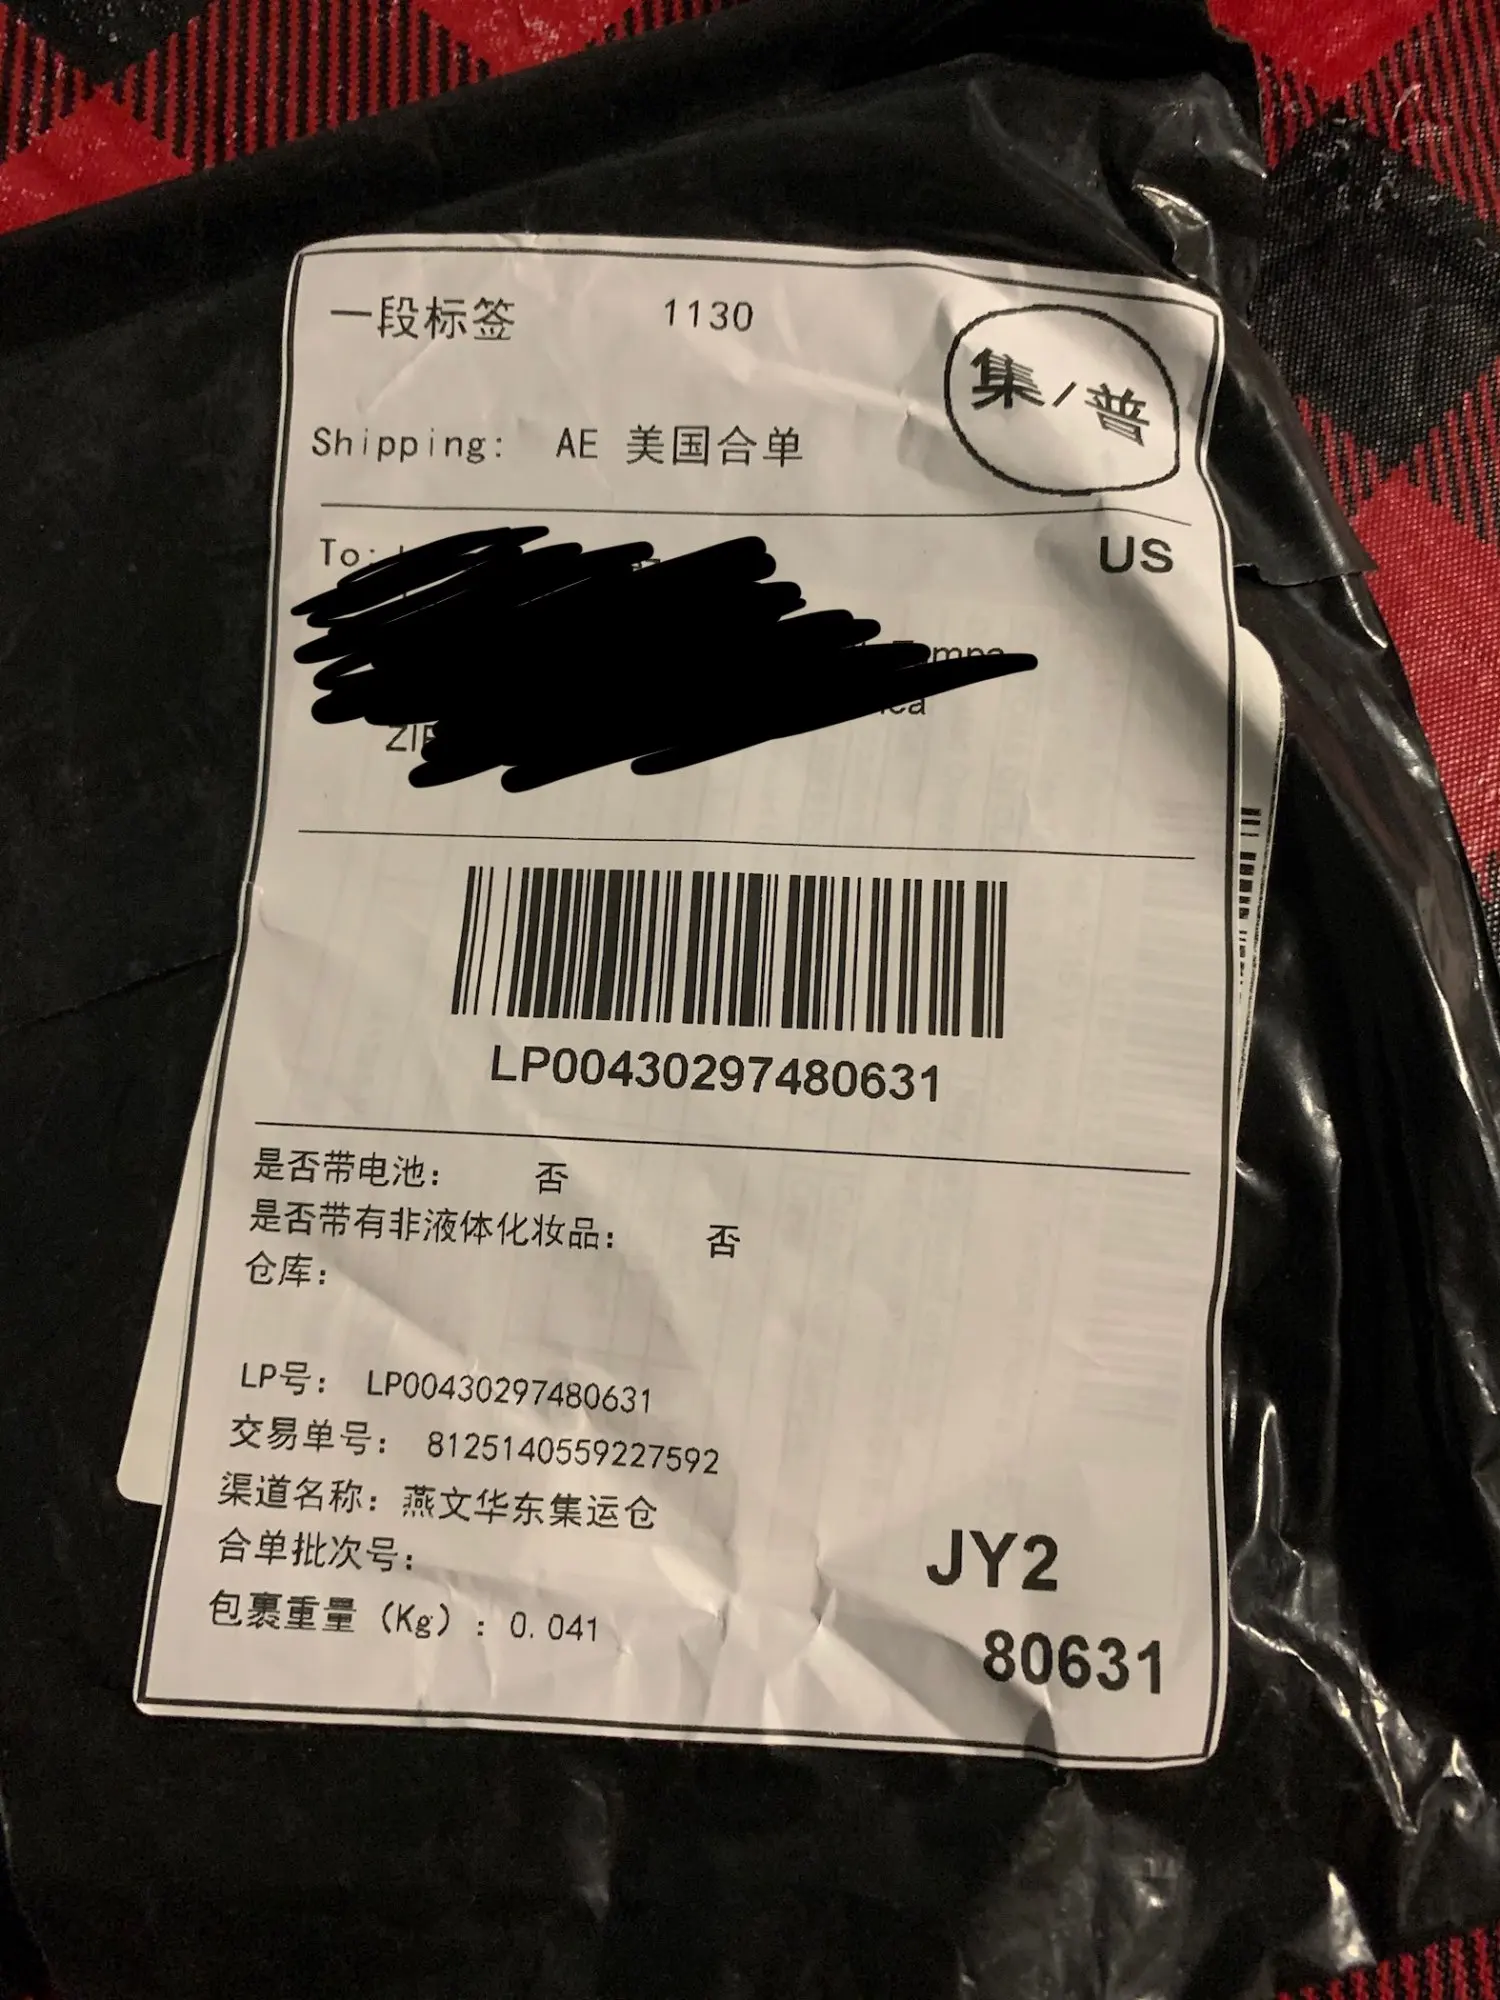 一段标签 1130
集/普
Shipping: AE 美国合单
To:
US
LP00430297480631
是否带电池: 否
是否带有非液体化妆品: 否
仓库:
LP号: LP00430297480631
交易单号: 8125140559227592
渠道名称: 燕文华东集运仓
合单批次号:
包裹重量 (Kg) : 0.041
JY2
80631